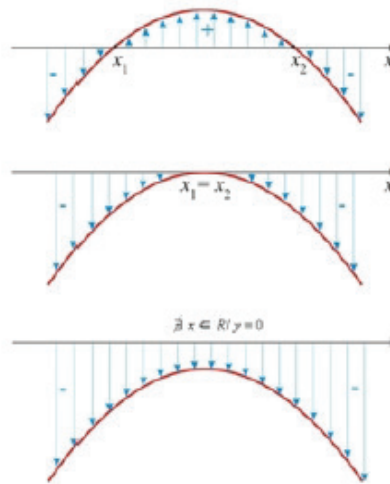 +
- x₁ x₂ - x
- x₁ = x₂ - x
∄ x ∈ R / y = 0
- -